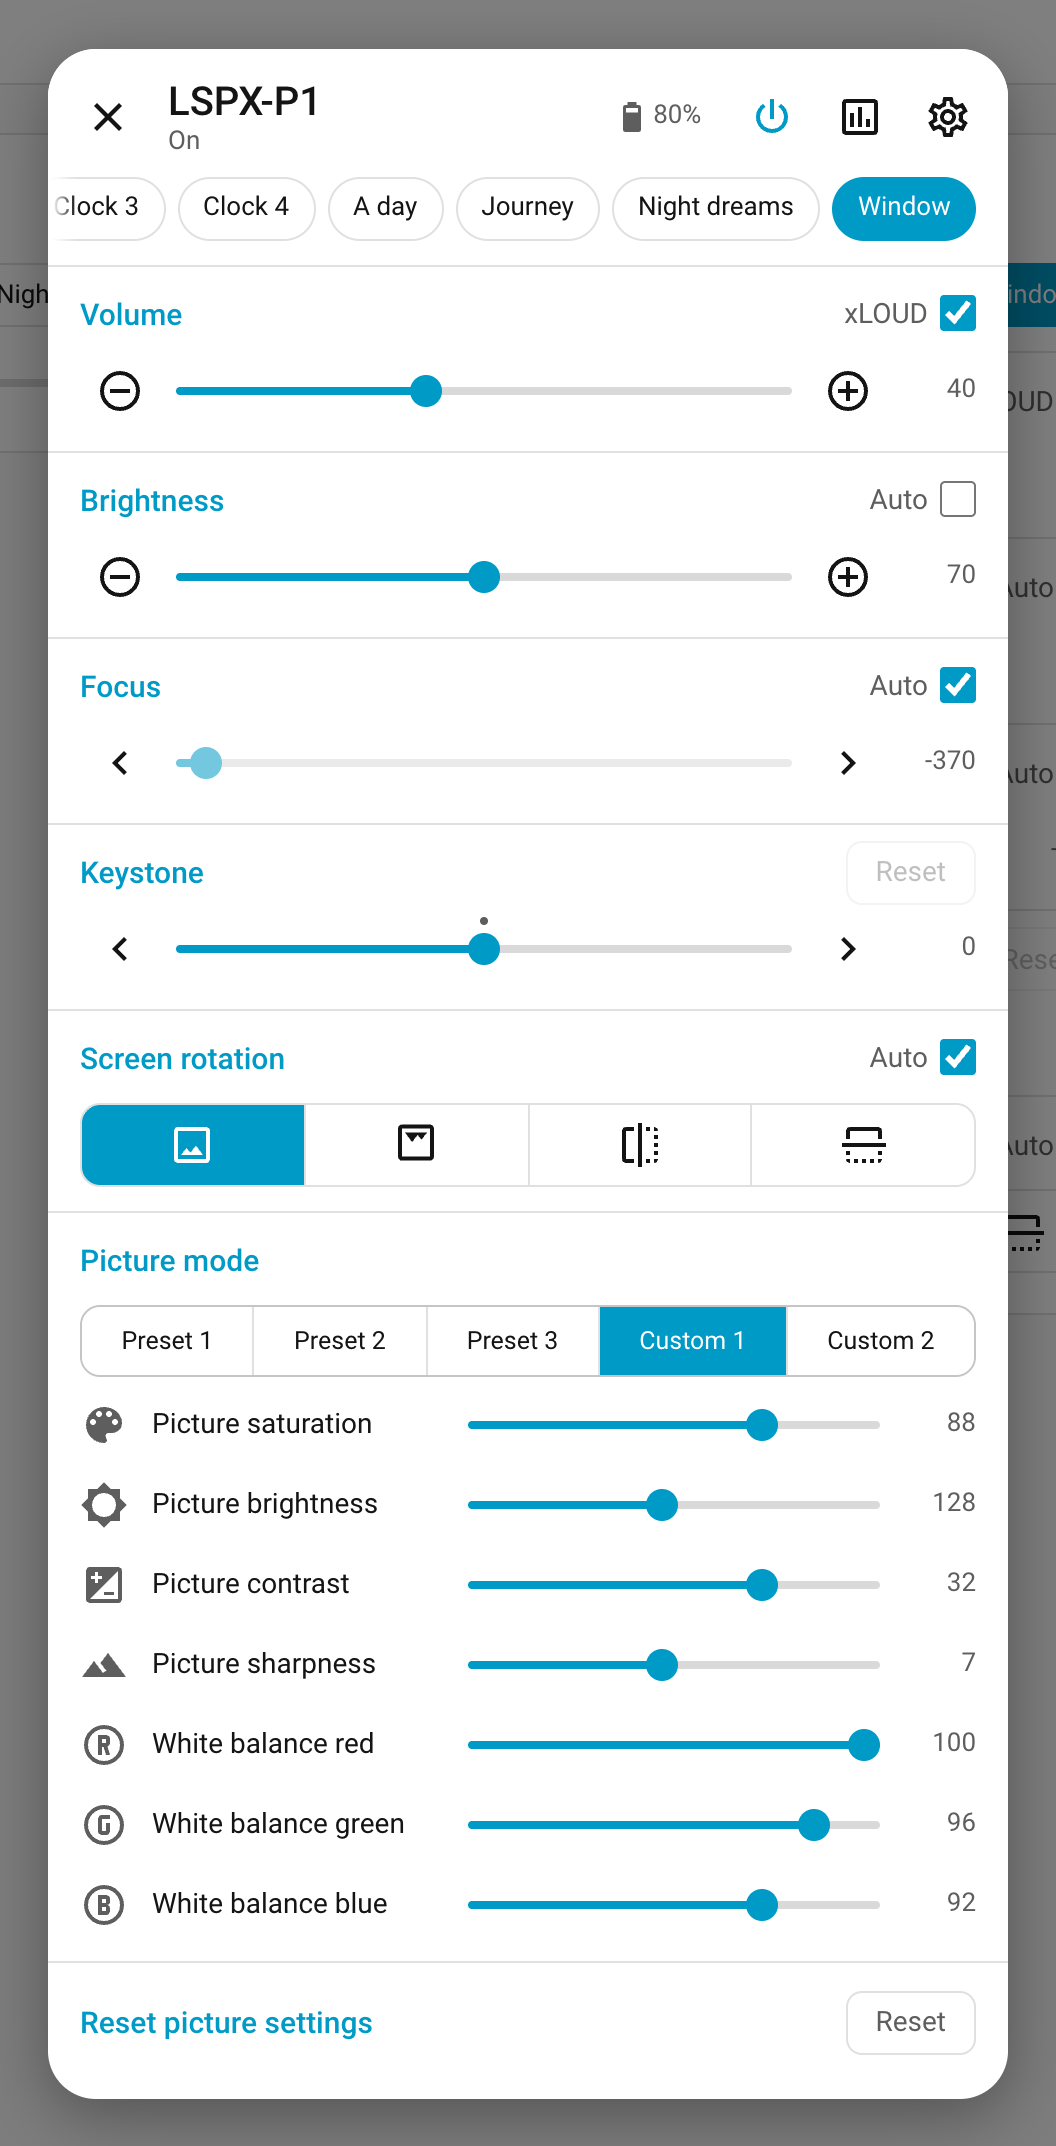 LSPX-P1
On
80%
Clock 3
Clock 4
A day
Journey
Night dreams
Window
Volume
xLOUD
40
Brightness
Auto
70
Focus
Auto
-370
Keystone
Reset
0
Screen rotation
Auto
Picture mode
Preset 1
Preset 2
Preset 3
Custom 1
Custom 2
Picture saturation
88
Picture brightness
128
Picture contrast
32
Picture sharpness
7
R
White balance red
100
G
White balance green
96
B
White balance blue
92
Reset picture settings
Reset